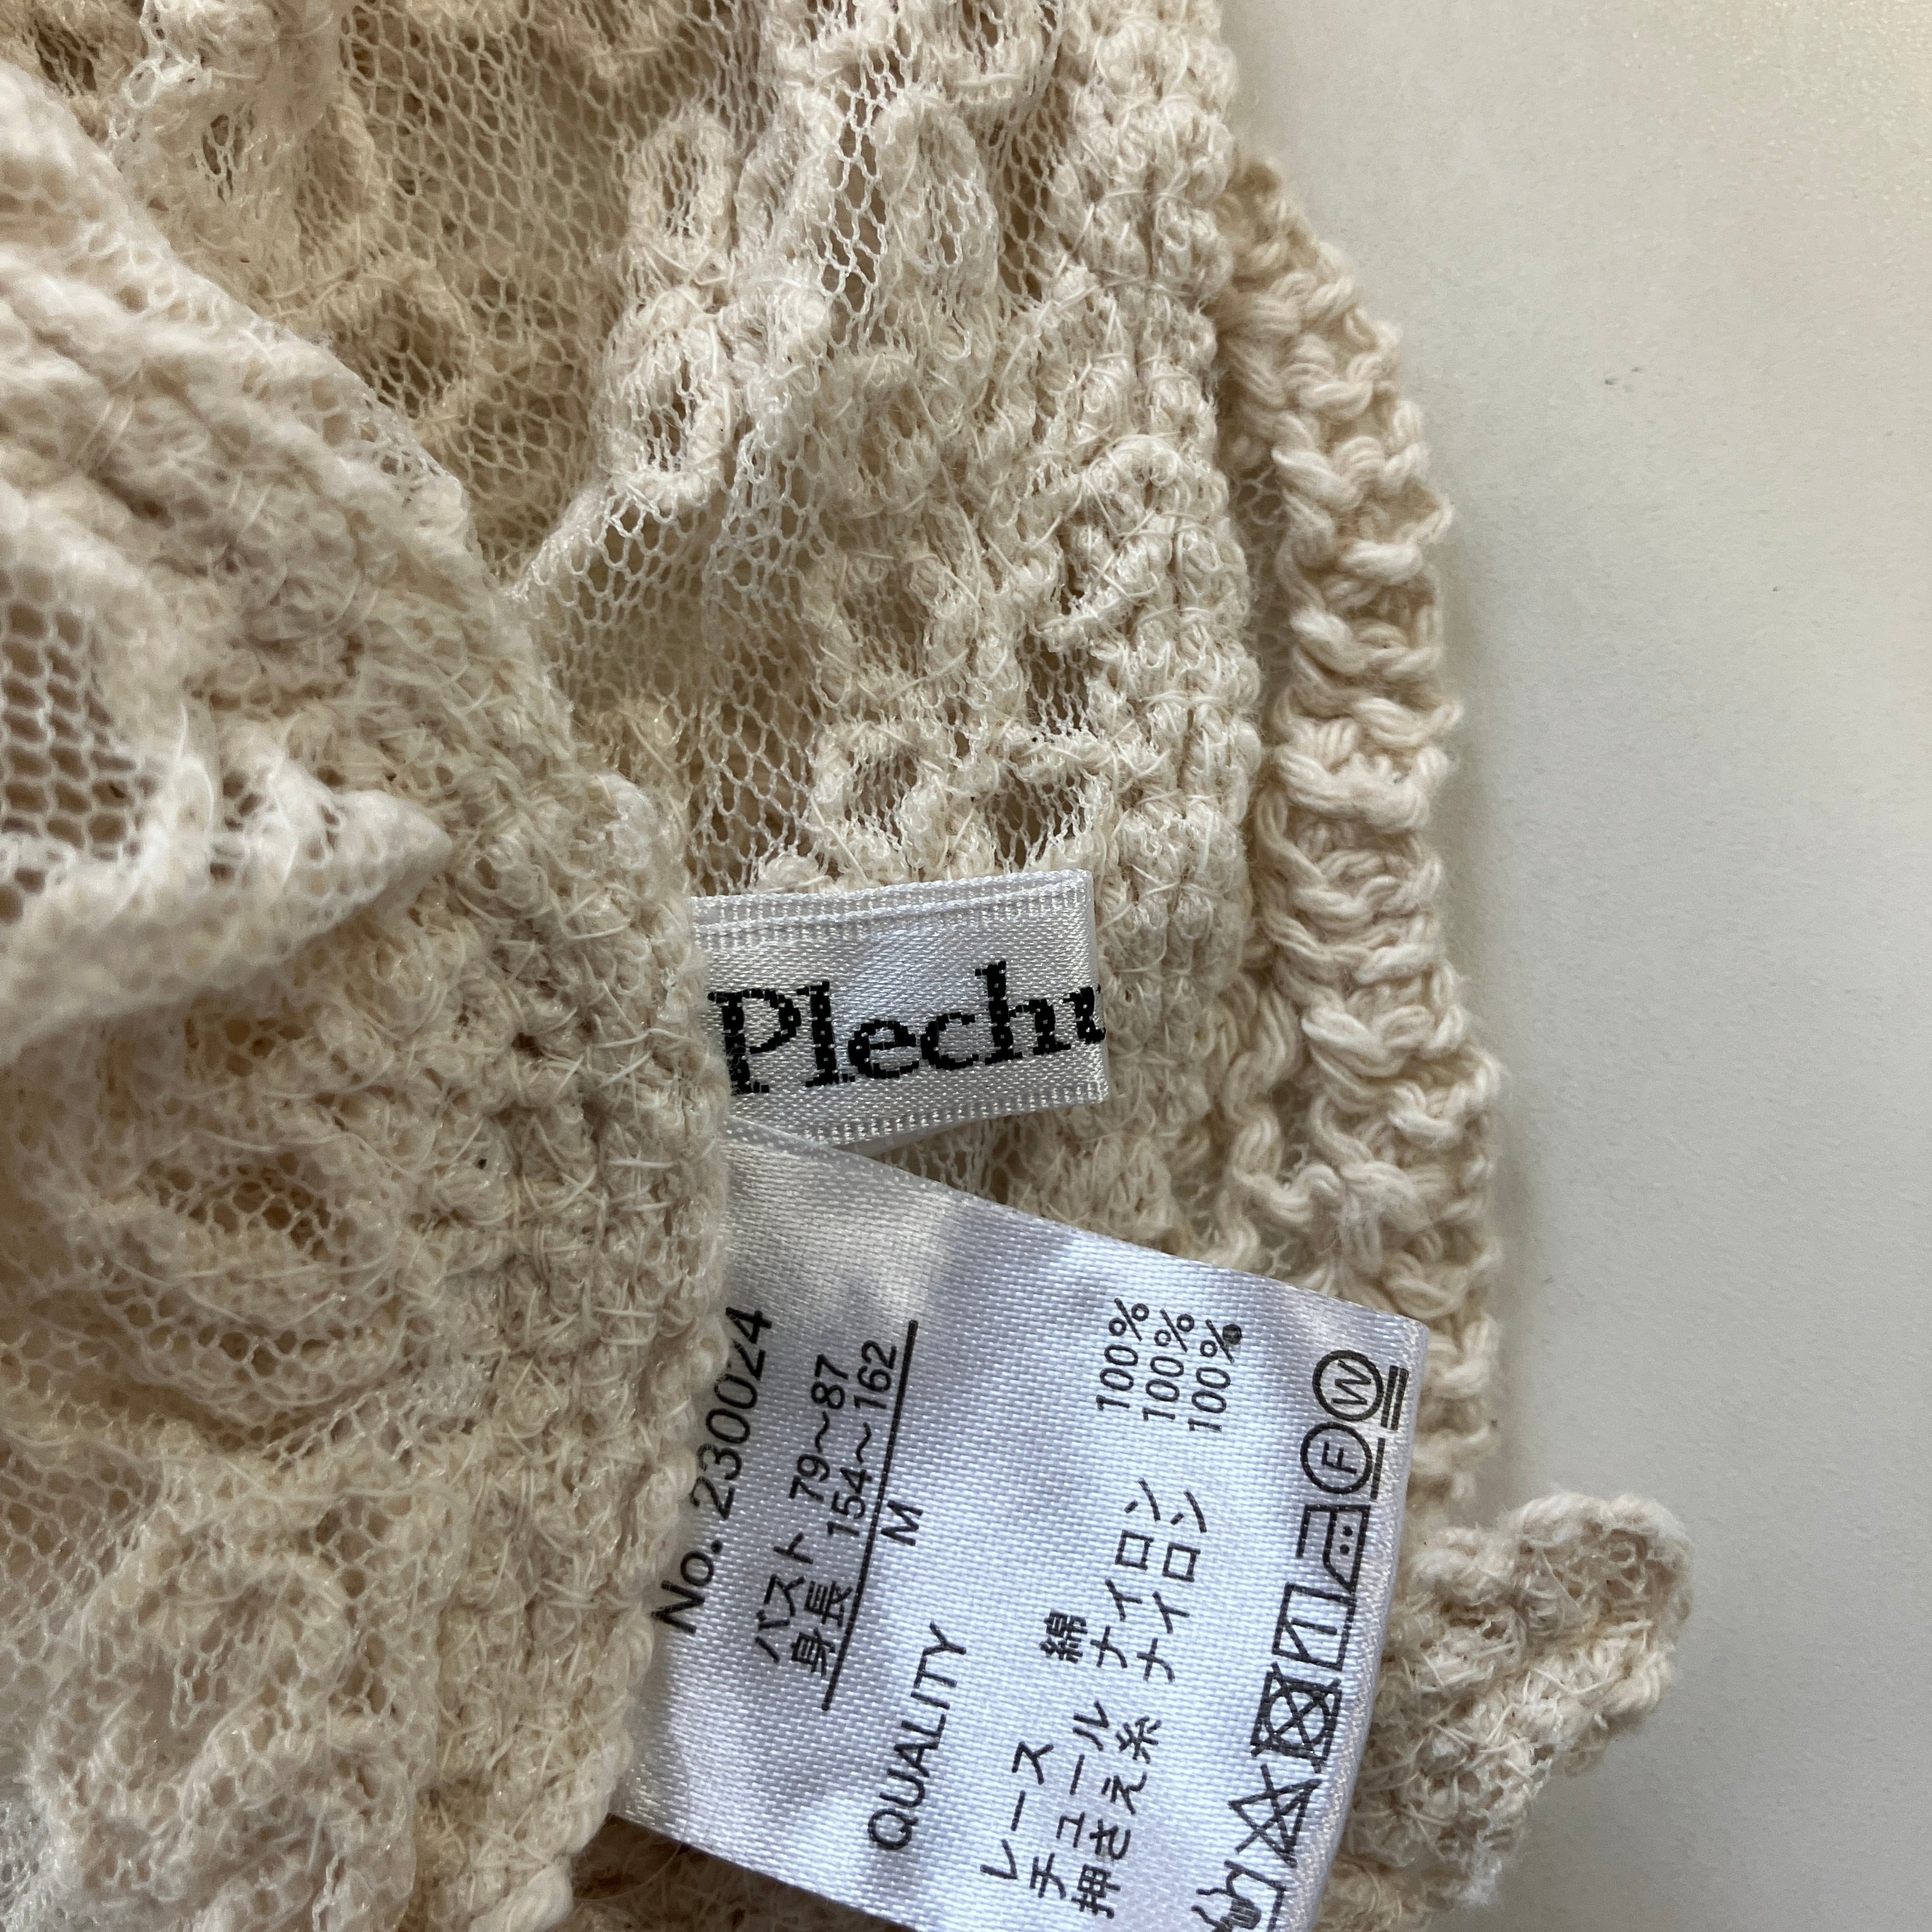 Plechu
No. 230024
バスト 79~87
身長 154~162
M
QUALITY
レース 綿 100%
チュール ナイロン 100%
押さえ糸 ナイロン 100%
F W